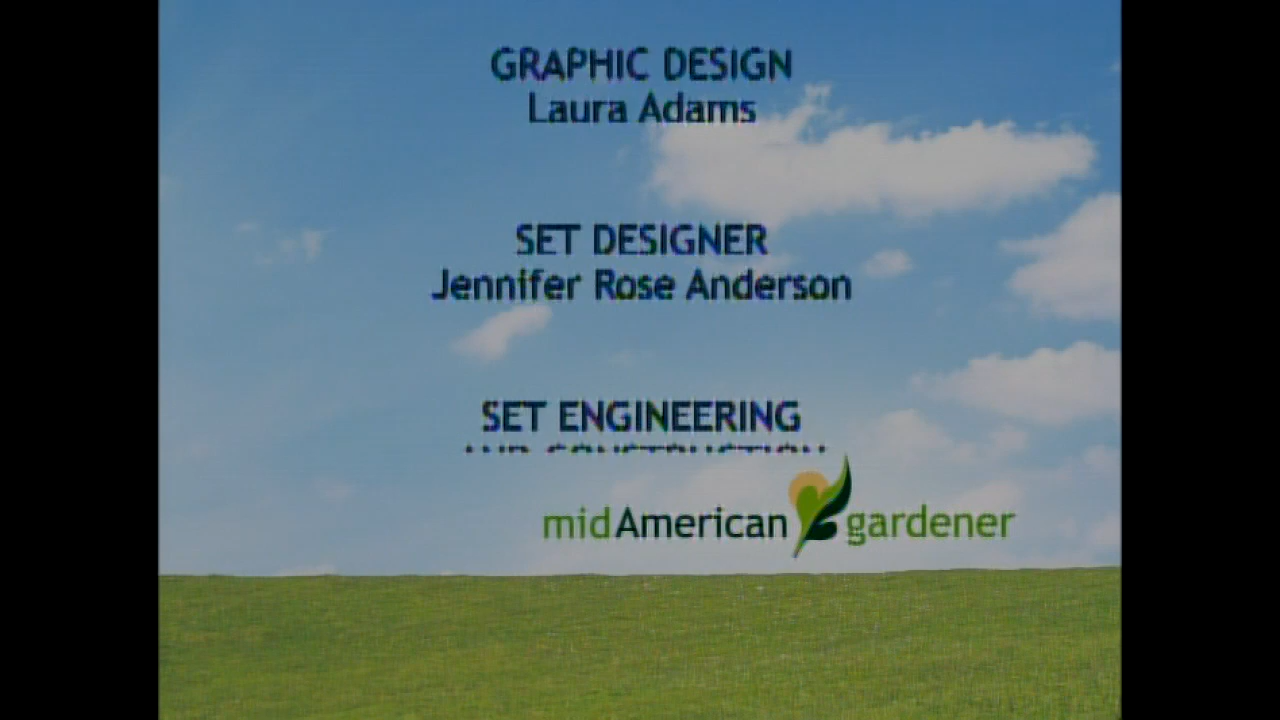 GRAPHIC DESIGN
Laura Adams
SET DESIGNER
Jennifer Rose Anderson
SET ENGINEERING
midAmerican gardener